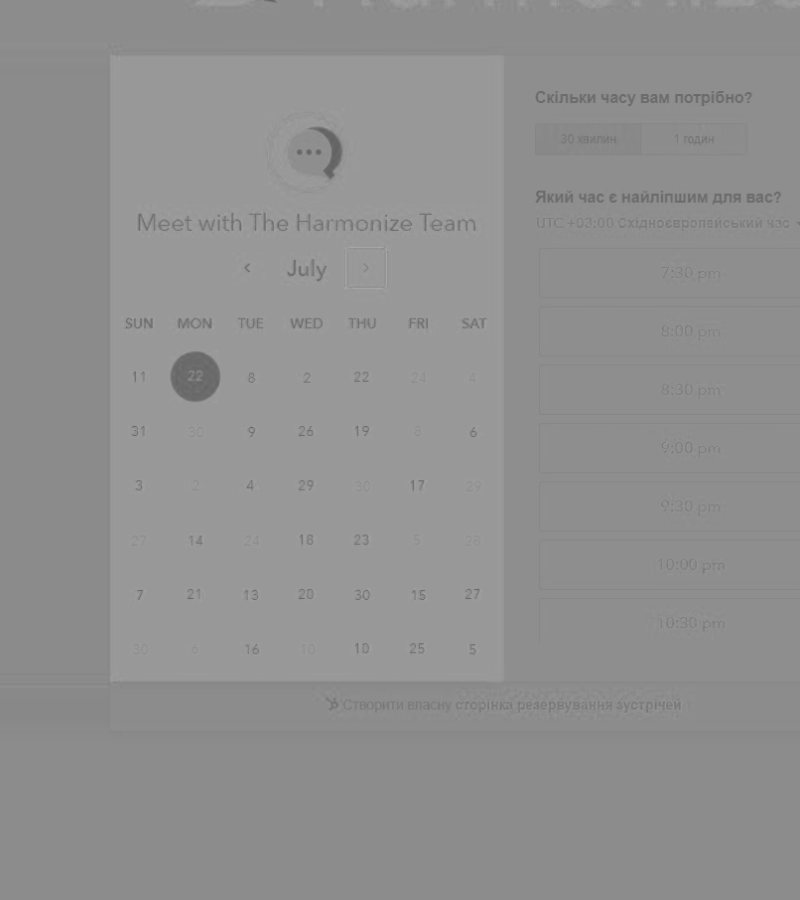 Meet with The Harmonize Team
July
SUN MON TUE WED THU FRI SAT
11 22 8 2 22 24 4
31 30 9 26 19 8 6
3 2 4 29 30 17 29
27 14 24 18 23 5 26
7 21 13 20 30 15 27
30 6 16 10 10 25 5
Скільки часу вам потрібно?
30 хвилин 1 годин
Який час є найліпшим для вас?
UTC +03:00 Східноєвропейський час
7:30 pm
8:00 pm
8:30 pm
9:00 pm
9:30 pm
10:00 pm
10:30 pm
Створити власну сторінка резервування зустрічей